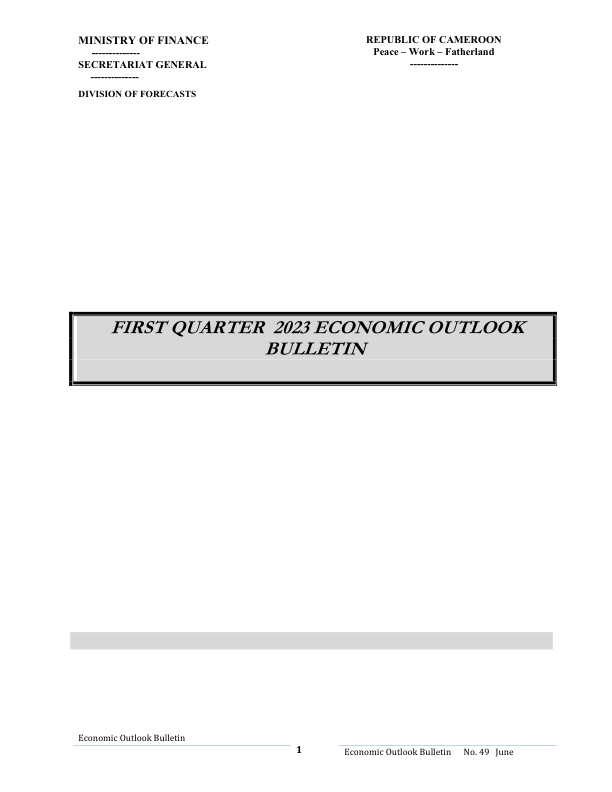 MINISTRY OF FINANCE
--------------
SECRETARIAT GENERAL
--------------
DIVISION OF FORECASTS
REPUBLIC OF CAMEROON
Peace – Work – Fatherland
--------------
FIRST QUARTER 2023 ECONOMIC OUTLOOK
BULLETIN
Economic Outlook Bulletin
1
Economic Outlook Bulletin No. 49 June